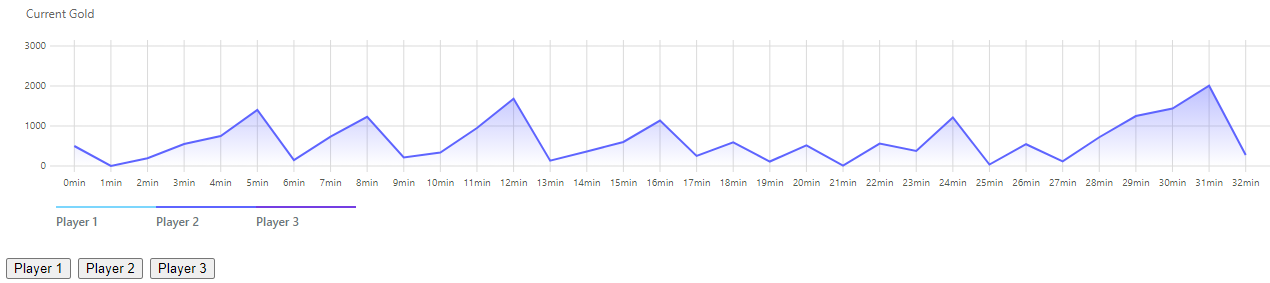 Current Gold
3000
2000
1000
0
0min 1min 2min 3min 4min 5min 6min 7min 8min 9min 10min 11min 12min 13min 14min 15min 16min 17min 18min 19min 20min 21min 22min 23min 24min 25min 26min 27min 28min 29min 30min 31min 32min
Player 1 Player 2 Player 3
Player 1 Player 2 Player 3